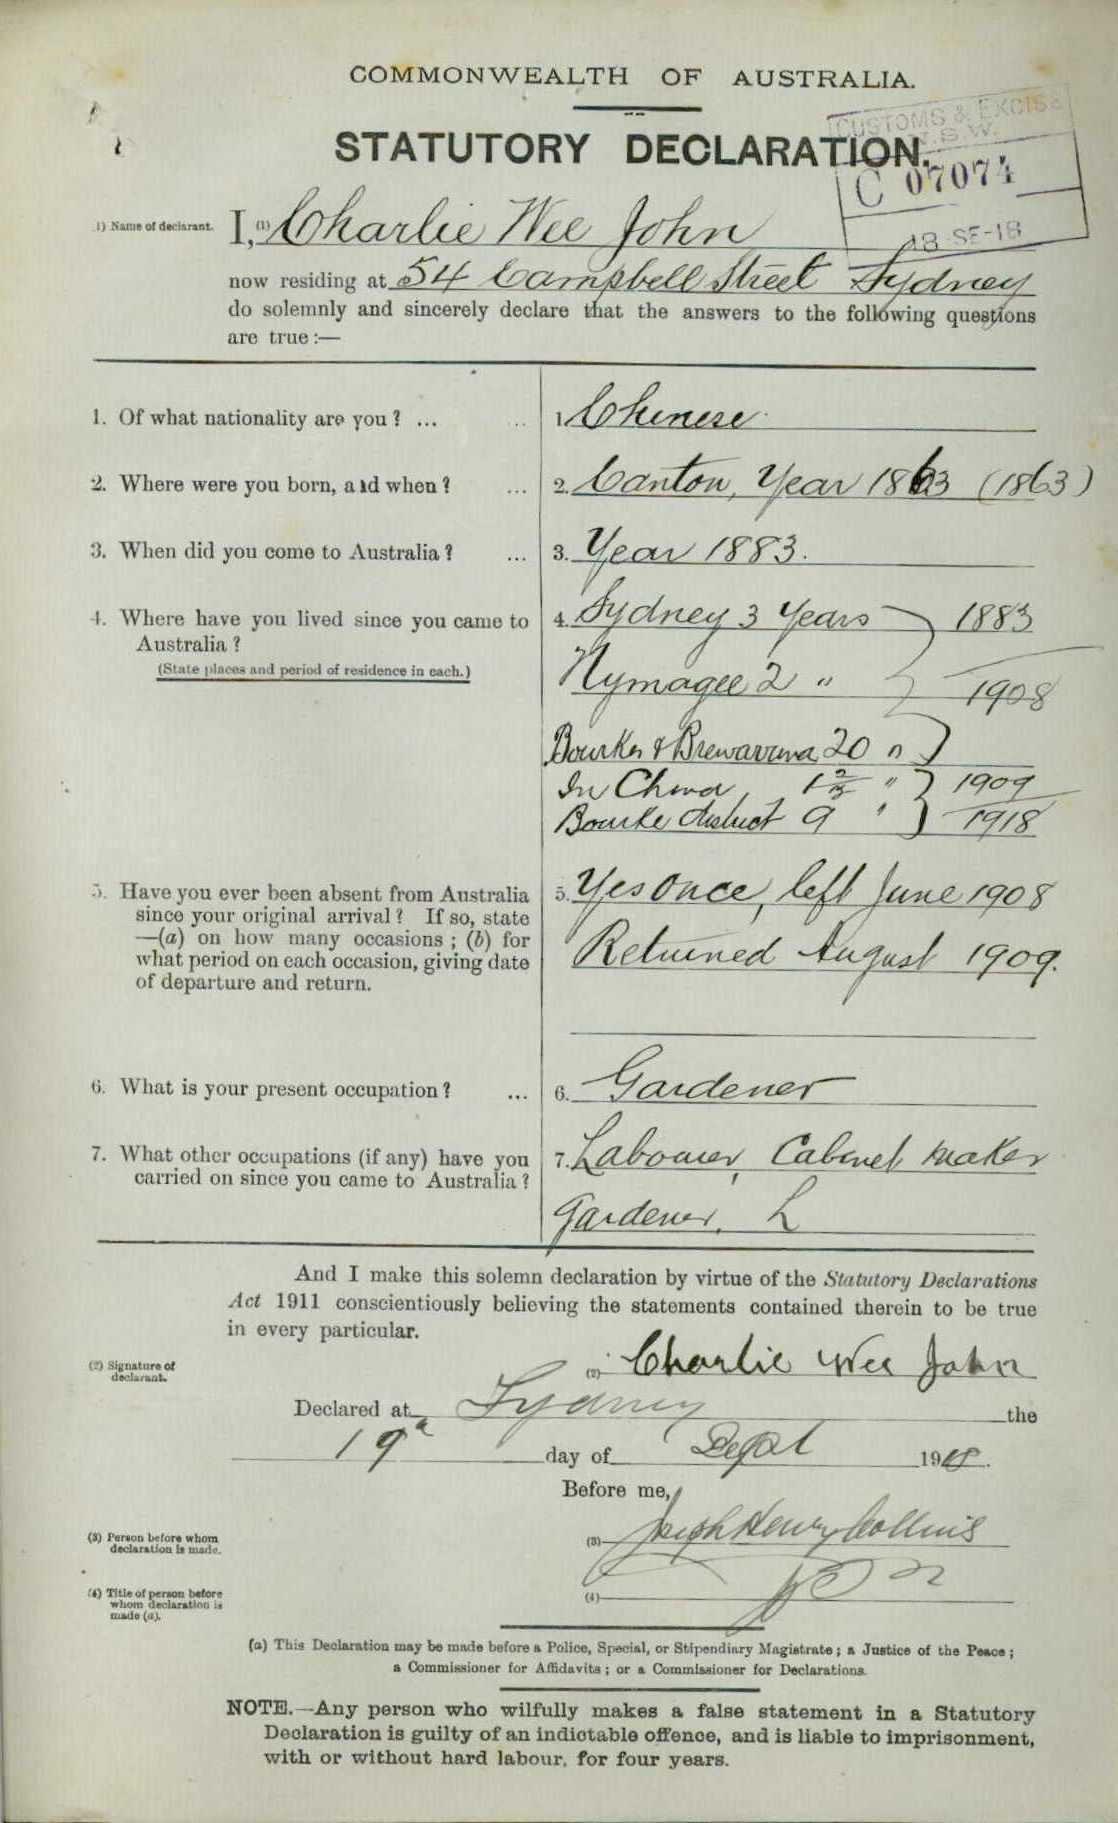 COMMONWEALTH OF AUSTRALIA.
STATUTORY DECLARATION.
CUSTOMS & EXCISE
N.S.W.
C 07074
18-SE-18
1) Name of declarant. I, (1) Charlie Wee John
now residing at 54 Campbell Street Sydney
do solemnly and sincerely declare that the answers to the following questions
are true :—
1. Of what nationality are you ? ... 1. Chinese
2. Where were you born, and when ? ... 2. Canton, Year 1863 (1863)
3. When did you come to Australia ? ... 3. Year 1883.
4. Where have you lived since you came to 4. Sydney 3 Years 1883
Australia ?
(State places and period of residence in each.) Nymagee 2 " 1908
Bourke & Brewarrina 20 "
In China 1 2/3 " 1909
Bourke district 9 " 1918
5. Have you ever been absent from Australia 5. Yes once, left June 1908
since your original arrival ? If so, state
—(a) on how many occasions ; (b) for Returned August 1909.
what period on each occasion, giving date
of departure and return.
6. What is your present occupation ? ... 6. Gardener
7. What other occupations (if any) have you 7. Labourer, Cabinet maker
carried on since you came to Australia ?
Gardener.
And I make this solemn declaration by virtue of the Statutory Declarations
Act 1911 conscientiously believing the statements contained therein to be true
in every particular.
(2) Signature of (2) Charlie Wee John
declarant.
Declared at Sydney the
19th day of Sept 1918.
Before me,
(3) Person before whom (3) Joseph Henry Collins
declaration is made.
(4) Title of person before (4)
whom declaration is
made (a).
(a) This Declaration may be made before a Police, Special, or Stipendiary Magistrate ; a Justice of the Peace ;
a Commissioner for Affidavits ; or a Commissioner for Declarations.
NOTE.—Any person who wilfully makes a false statement in a Statutory
Declaration is guilty of an indictable offence, and is liable to imprisonment,
with or without hard labour, for four years.